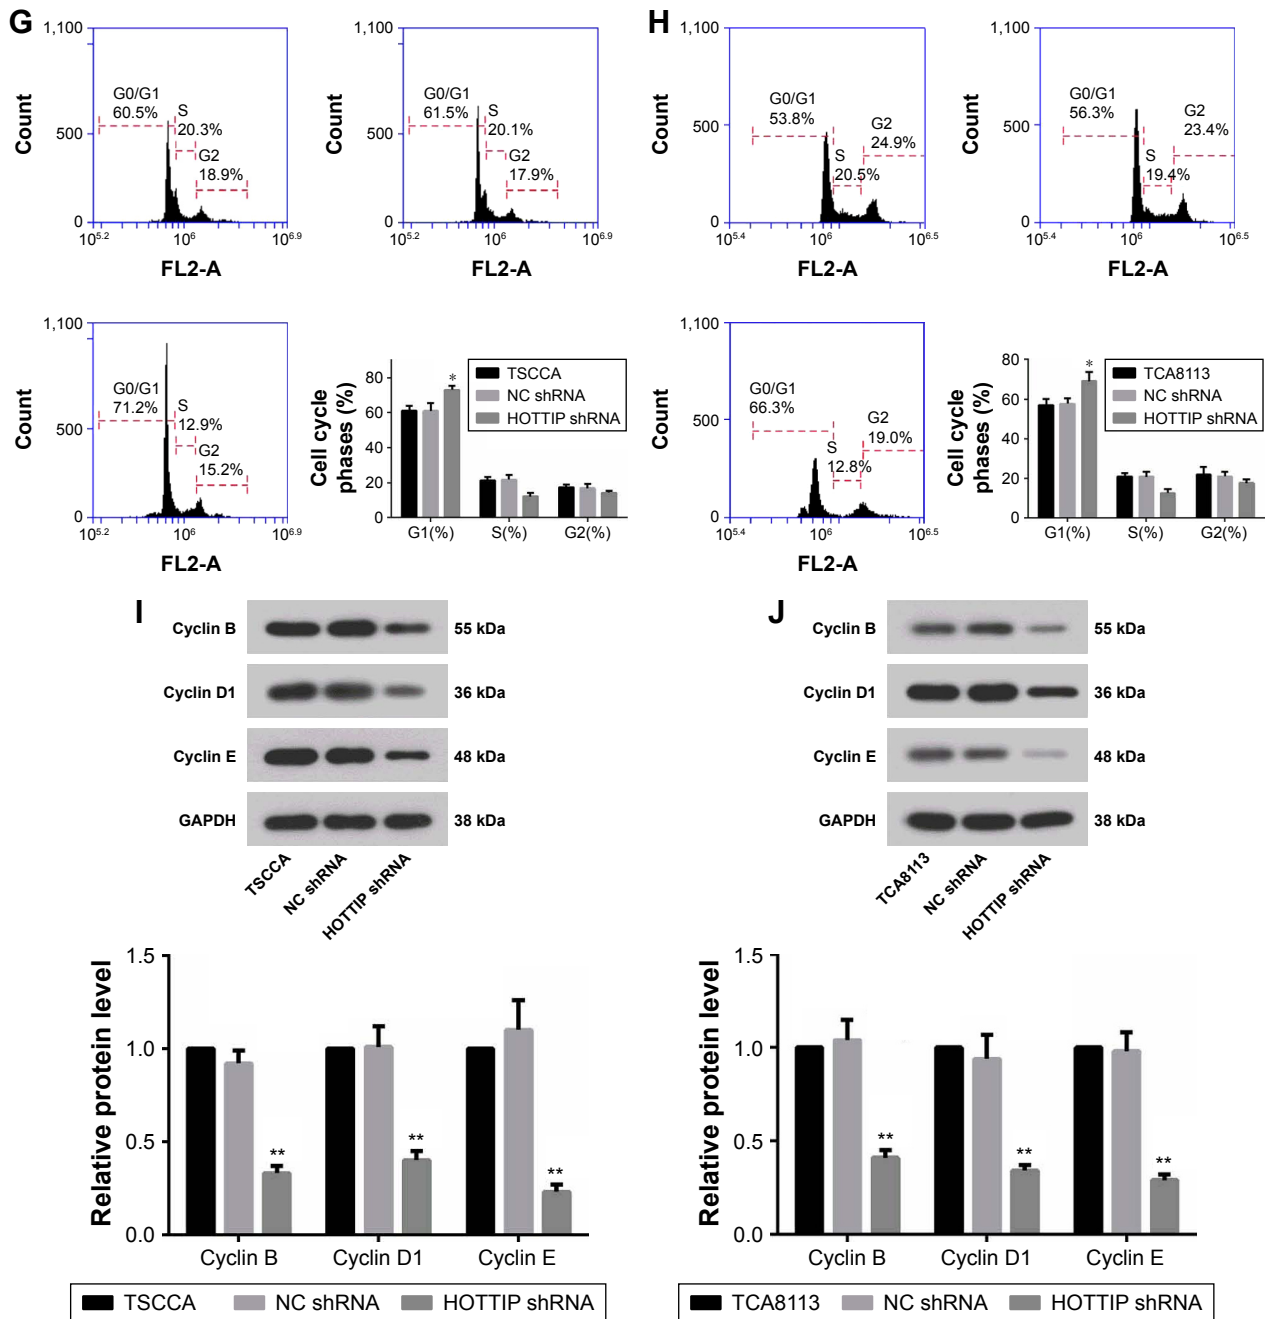 G
1,100
Count
500
0
G0/G1
60.5%
S
20.3%
G2
18.9%
10^5.2
10^6
10^6.9
FL2-A
1,100
Count
500
0
G0/G1
61.5%
S
20.1%
G2
17.9%
10^5.2
10^6
10^6.9
FL2-A
H
1,100
Count
500
0
G0/G1
53.8%
S
20.5%
G2
24.9%
10^5.4
10^6
10^6.5
FL2-A
1,100
Count
500
0
G0/G1
56.3%
S
19.4%
G2
23.4%
10^5.4
10^6
10^6.5
FL2-A
1,100
Count
500
0
G0/G1
71.2%
S
12.9%
G2
15.2%
10^5.2
10^6
10^6.9
FL2-A
Cell cycle
phases (%)
80
60
40
20
0
*
TSCCA
NC shRNA
HOTTIP shRNA
G1(%)
S(%)
G2(%)
1,100
Count
500
0
G0/G1
66.3%
S
12.8%
G2
19.0%
10^5.4
10^6
10^6.5
FL2-A
Cell cycle
phases (%)
80
60
40
20
0
*
TCA8113
NC shRNA
HOTTIP shRNA
G1(%)
S(%)
G2(%)
I
Cyclin B
55 kDa
Cyclin D1
36 kDa
Cyclin E
48 kDa
GAPDH
38 kDa
TSCCA
NC shRNA
HOTTIP shRNA
J
Cyclin B
55 kDa
Cyclin D1
36 kDa
Cyclin E
48 kDa
GAPDH
38 kDa
TCA8113
NC shRNA
HOTTIP shRNA
Relative protein level
1.5
1.0
0.5
0.0
**
**
**
Cyclin B
Cyclin D1
Cyclin E
TSCCA
NC shRNA
HOTTIP shRNA
Relative protein level
1.5
1.0
0.5
0.0
**
**
**
Cyclin B
Cyclin D1
Cyclin E
TCA8113
NC shRNA
HOTTIP shRNA